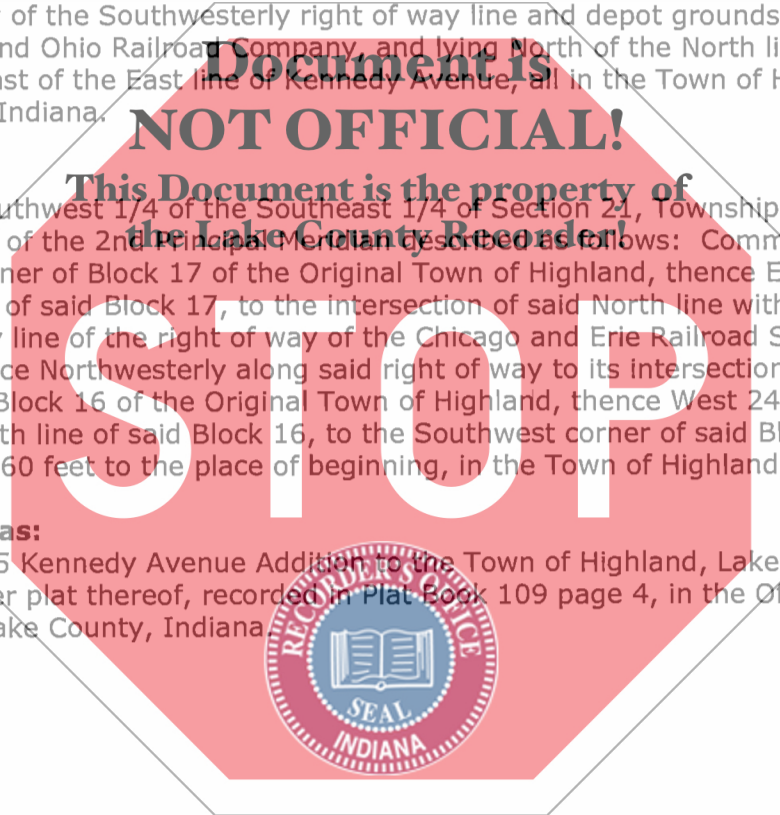 of the Southwesterly right of way line and depot grounds
nd Ohio Railroad Company, and lying North of the North li
ast of the East line of Kennedy Avenue, all in the Town of H
Indiana.
Document is
NOT OFFICIAL!
This Document is the property of
the Lake County Recorder!
uthwest 1/4 of the Southeast 1/4 of Section 21, Township
of the 2nd Principal Meridian described as follows: Comm
ner of Block 17 of the Original Town of Highland, thence E
of said Block 17, to the intersection of said North line with
line of the right of way of the Chicago and Erie Railroad S
ce Northwesterly along said right of way to its intersection
Block 16 of the Original Town of Highland, thence West 24
th line of said Block 16, to the Southwest corner of said Bl
60 feet to the place of beginning, in the Town of Highland
STOP
as:
5 Kennedy Avenue Addition to the Town of Highland, Lake
er plat thereof, recorded in Plat Book 109 page 4, in the Of
ake County, Indiana.
RECORDER'S OFFICE
SEAL
INDIANA